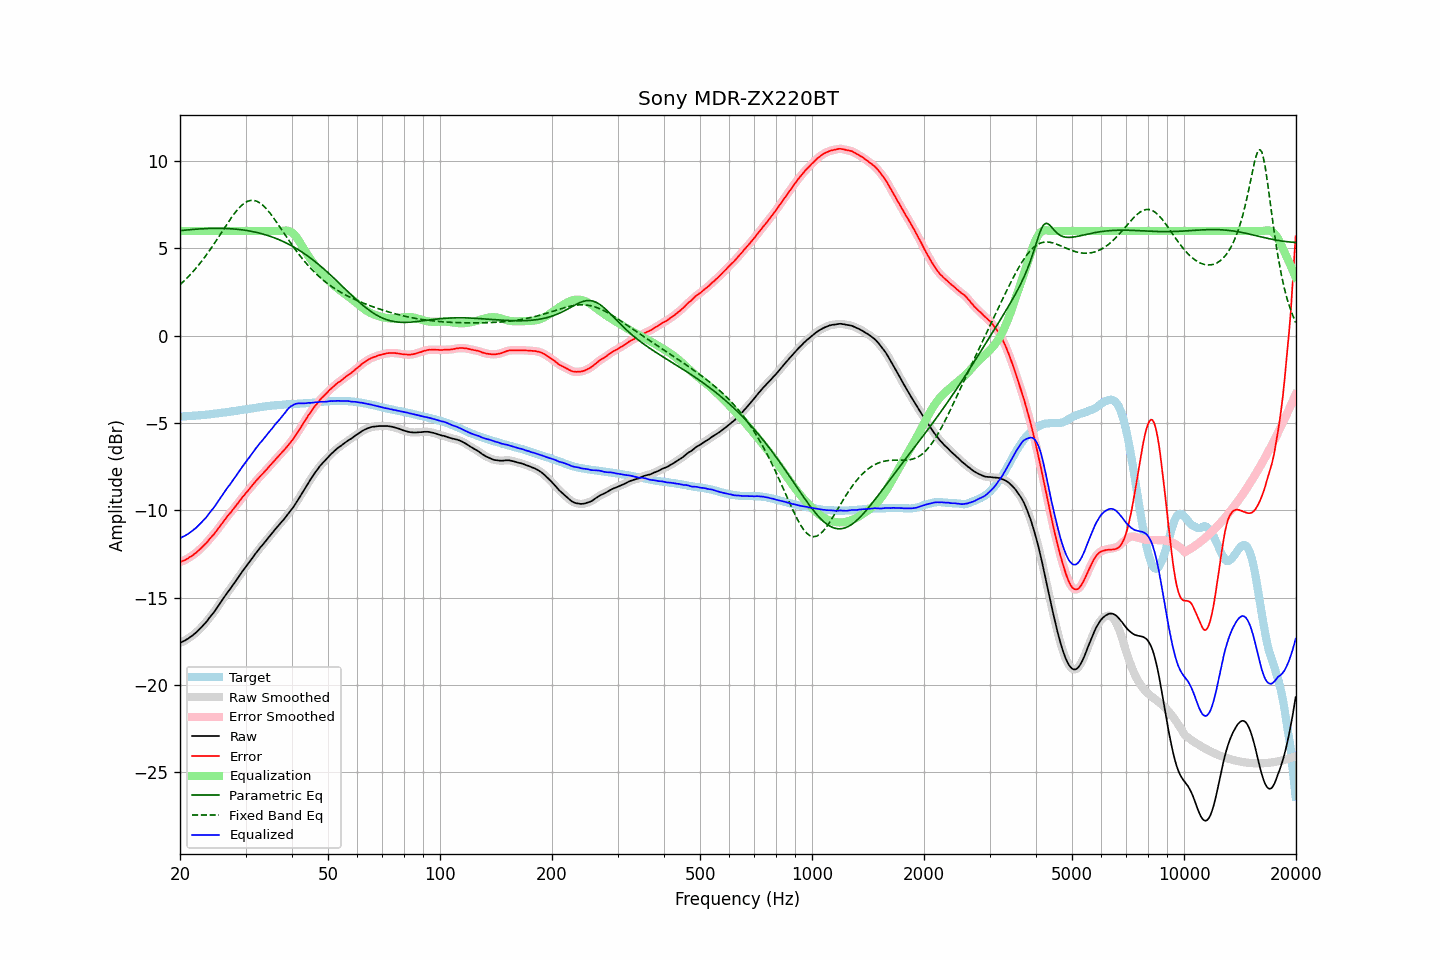 Sony MDR-ZX220BT
Amplitude (dBr)
10
5
0
−5
−10
−15
−20
−25
Target
Raw Smoothed
Error Smoothed
Raw
Error
Equalization
Parametric Eq
Fixed Band Eq
Equalized
20 50 100 200 500 1000 2000 5000 10000 20000
Frequency (Hz)